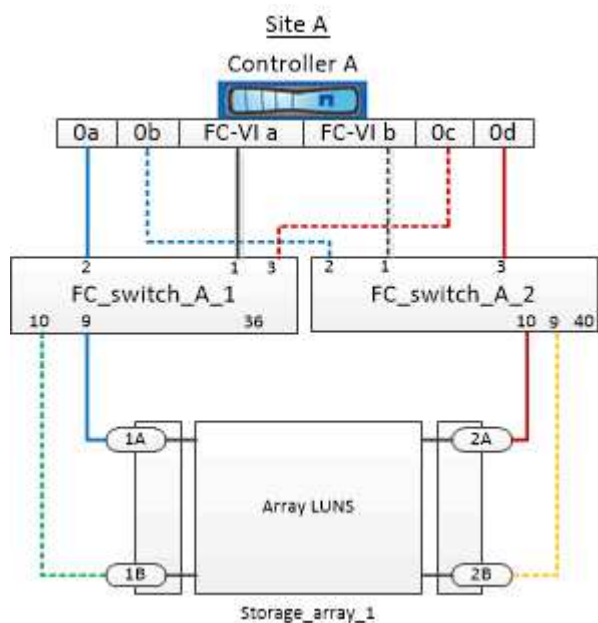 Site A
Controller A
0a 0b FC-VI a FC-VI b 0c 0d
2 1 3 2 1 3
FC_switch_A_1 FC_switch_A_2
10 9 36 10 9 40
1A 2A
Array LUNS
1B 2B
Storage_array_1